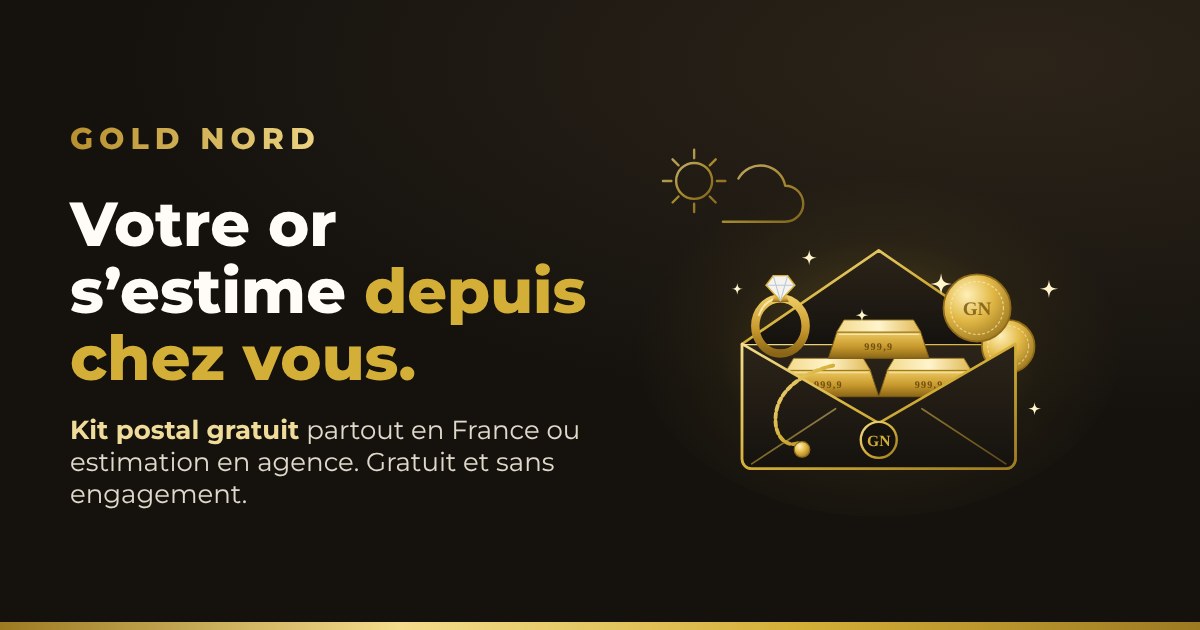 GOLD NORD
Votre or
s’estime depuis
chez vous.
Kit postal gratuit partout en France ou
estimation en agence. Gratuit et sans
engagement.
GN
999,9
999,9
999,9
GN